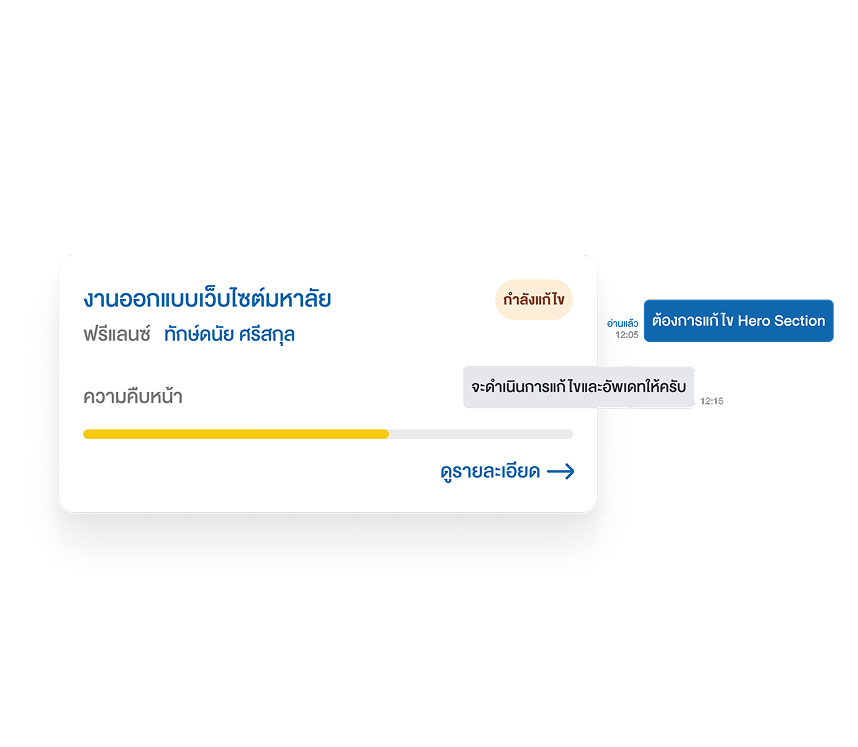 งานออกแบบเว็บไซต์มหาลัย
กำลังแก้ไข
ฟรีแลนซ์ ทักษ์ดนัย ศรีสกุล
อ่านแล้ว
12:05
ต้องการแก้ไข Hero Section
ความคืบหน้า
จะดำเนินการแก้ไขและอัพเดทให้ครับ
12:15
ดูรายละเอียด